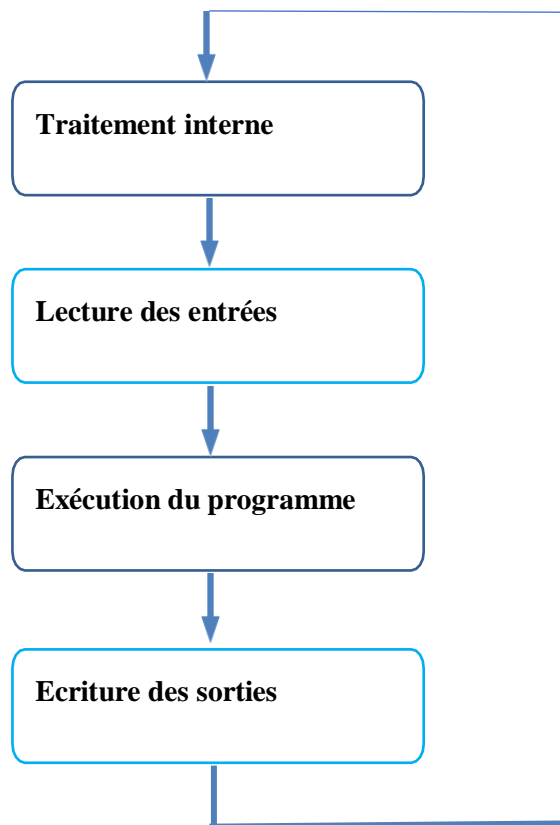 Traitement interne
Lecture des entrées
Exécution du programme
Ecriture des sorties